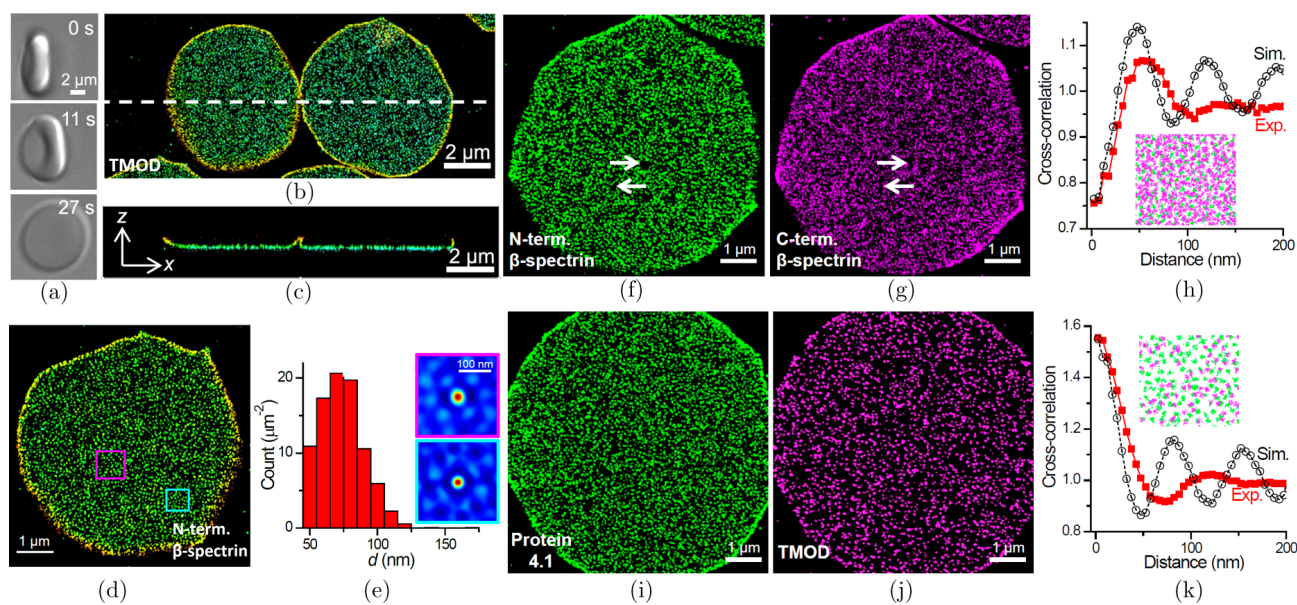 0 s
2 μm
11 s
27 s
(a)
TMOD
2 μm
(b)
z
x
2 μm
(c)
N-term.
β-spectrin
1 μm
(f)
C-term.
β-spectrin
1 μm
(g)
Cross-correlation
1.1
1.0
0.9
0.8
0.7
Sim.
Exp.
0
100
200
Distance (nm)
(h)
1 μm
N-term.
β-spectrin
(d)
Count (μm⁻²)
20
10
0
100 nm
50
100
150
d (nm)
(e)
Protein
4.1
1 μm
(i)
TMOD
1 μm
(j)
Cross-correlation
1.6
1.4
1.2
1.0
0.8
Sim.
Exp.
0
50
100
150
200
Distance (nm)
(k)